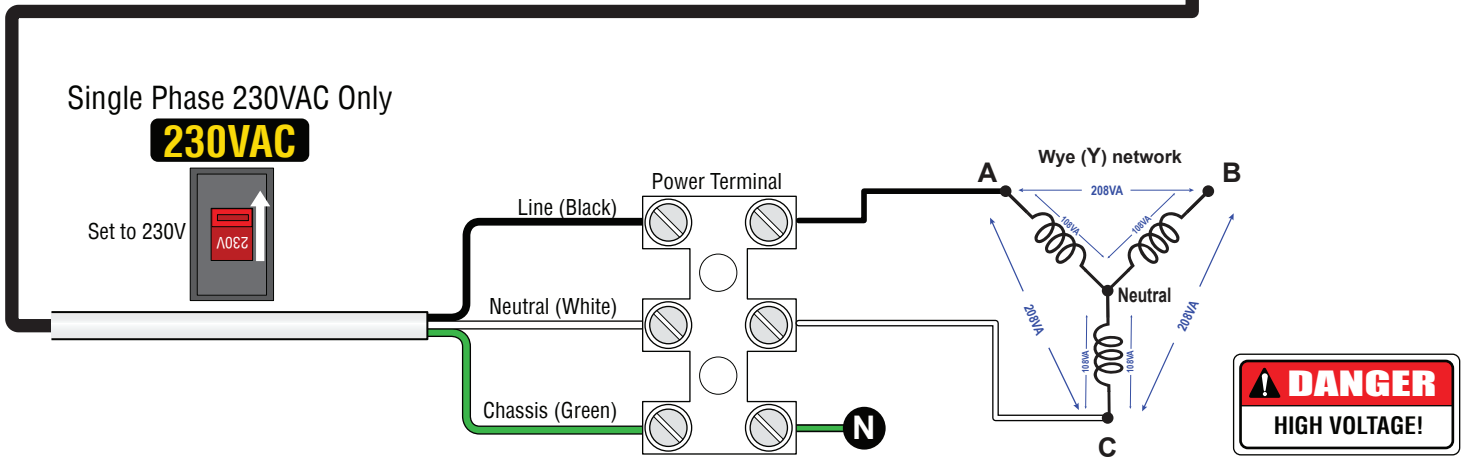 Single Phase 230VAC Only
230VAC
Set to 230V
230V
Line (Black)
Neutral (White)
Chassis (Green)
Power Terminal
N
Wye (Y) network
A
B
208VA
108VA
108VA
Neutral
208VA
208VA
108VA
108VA
C
DANGER
HIGH VOLTAGE!